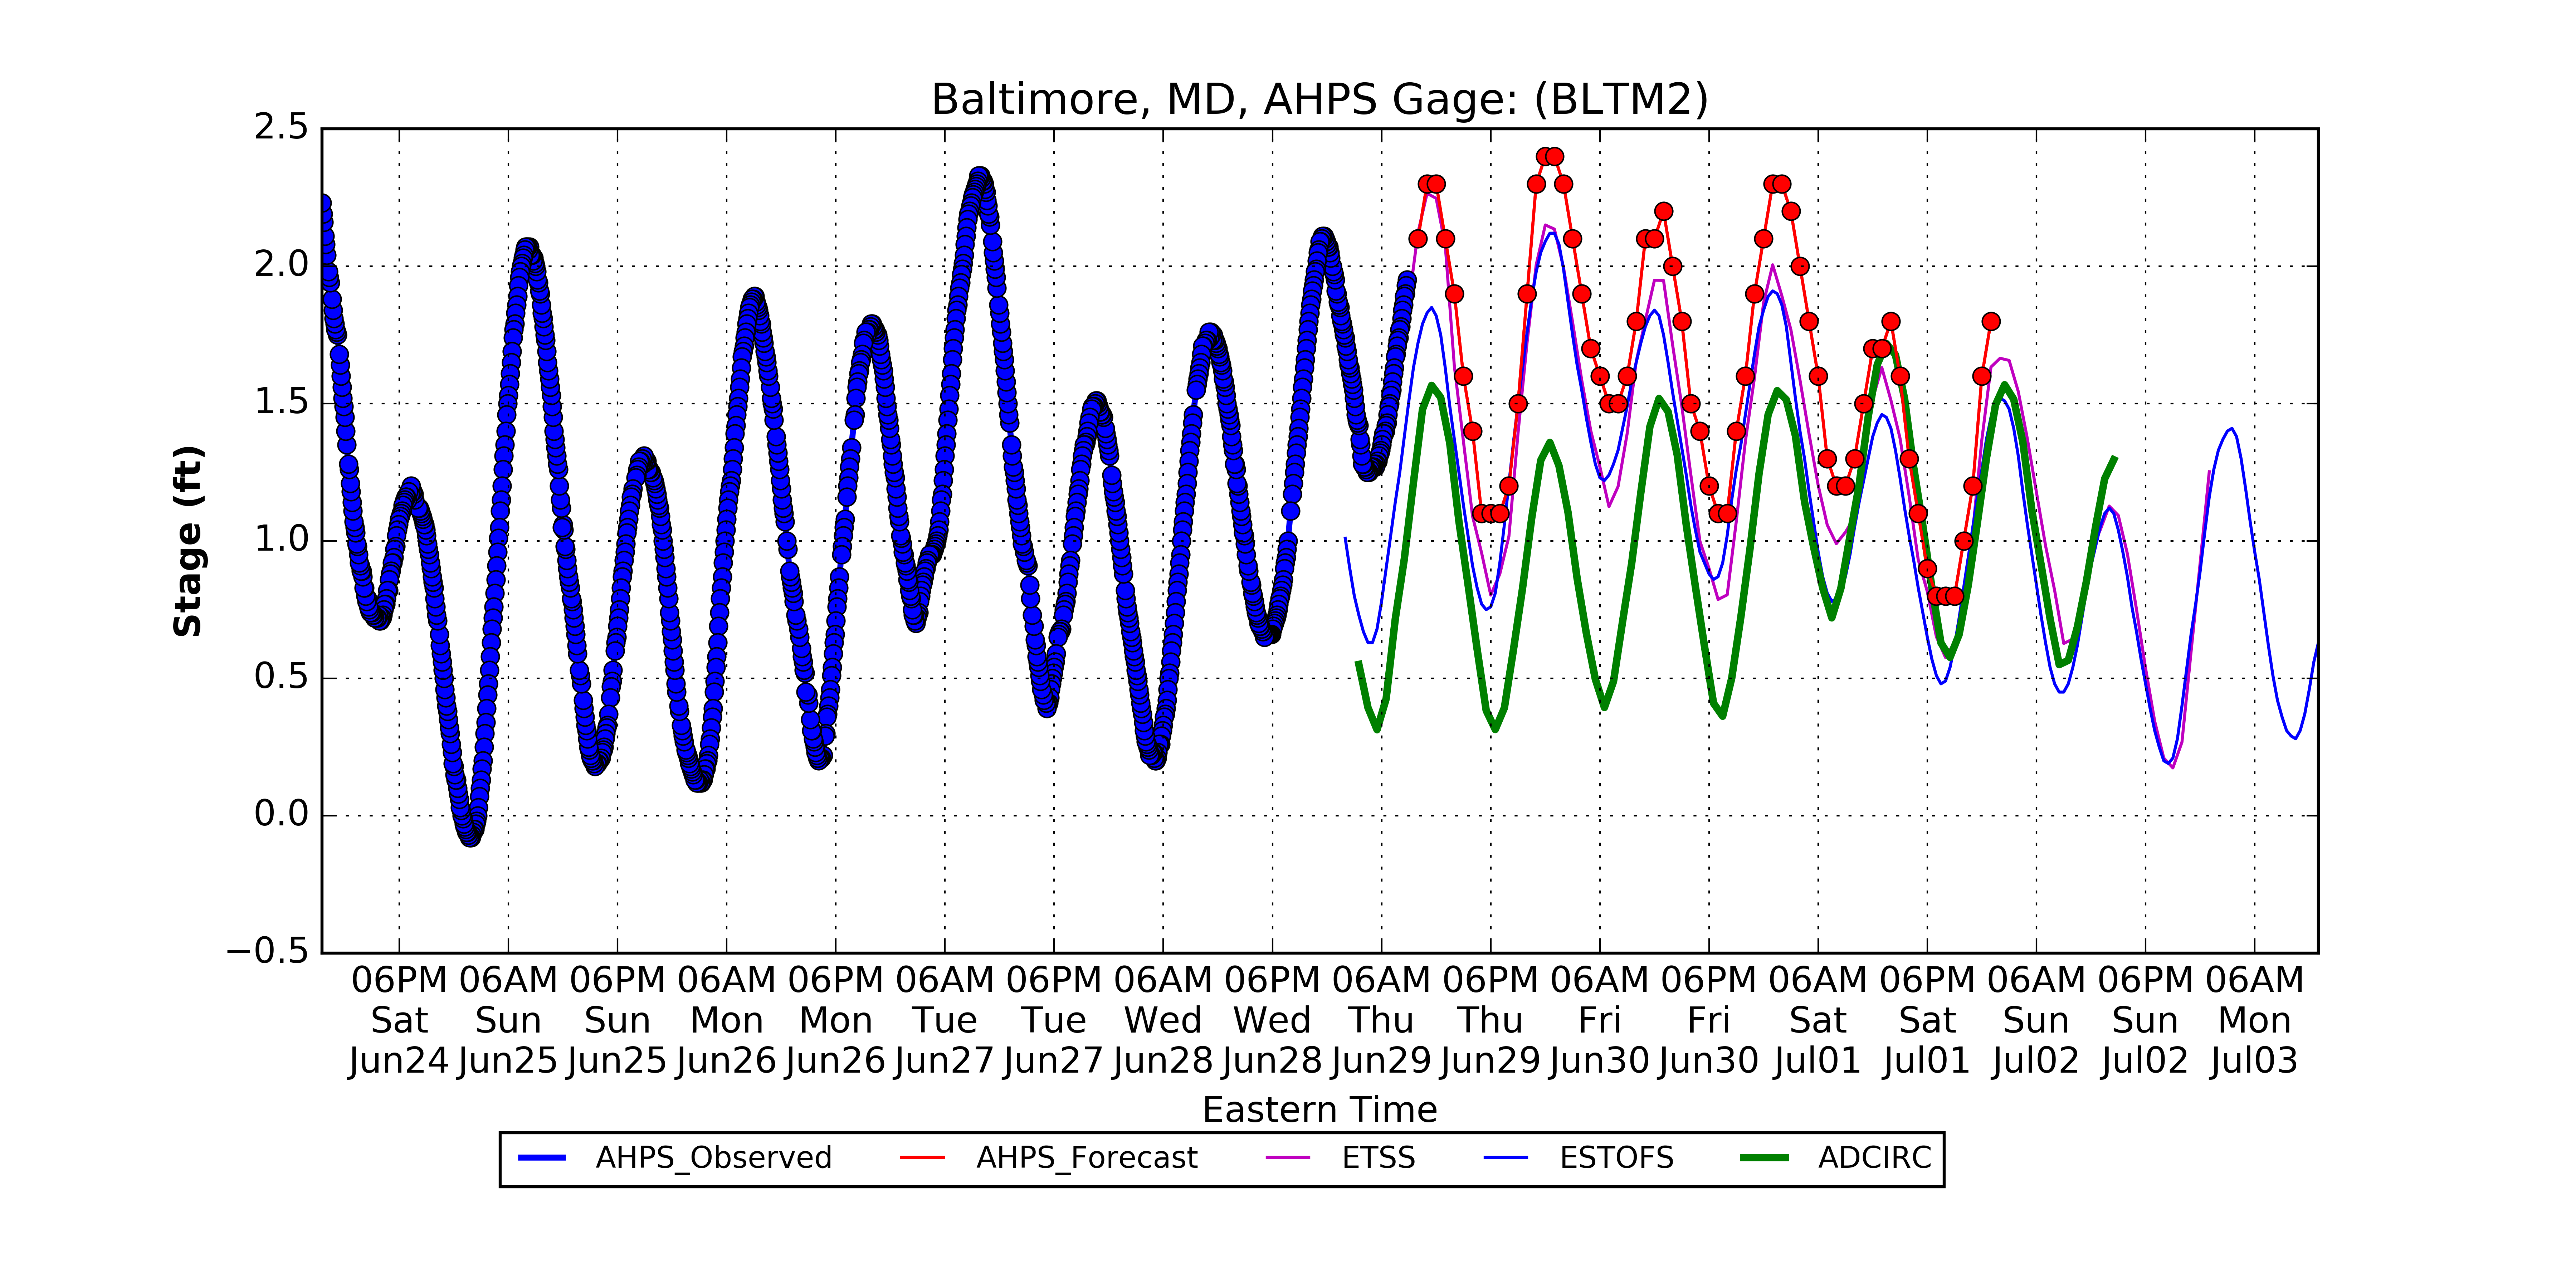 Baltimore, MD, AHPS Gage: (BLTM2)
2.5
2.0
1.5
1.0
0.5
0.0
−0.5
Stage (ft)
06PM 06AM 06PM 06AM 06PM 06AM 06PM 06AM 06PM 06AM 06PM 06AM 06PM 06AM 06PM 06AM 06PM 06AM
Sat Sun Sun Mon Mon Tue Tue Wed Wed Thu Thu Fri Fri Sat Sat Sun Sun Mon
Jun24 Jun25 Jun25 Jun26 Jun26 Jun27 Jun27 Jun28 Jun28 Jun29 Jun29 Jun30 Jun30 Jul01 Jul01 Jul02 Jul02 Jul03
Eastern Time
AHPS_Observed AHPS_Forecast ETSS ESTOFS ADCIRC